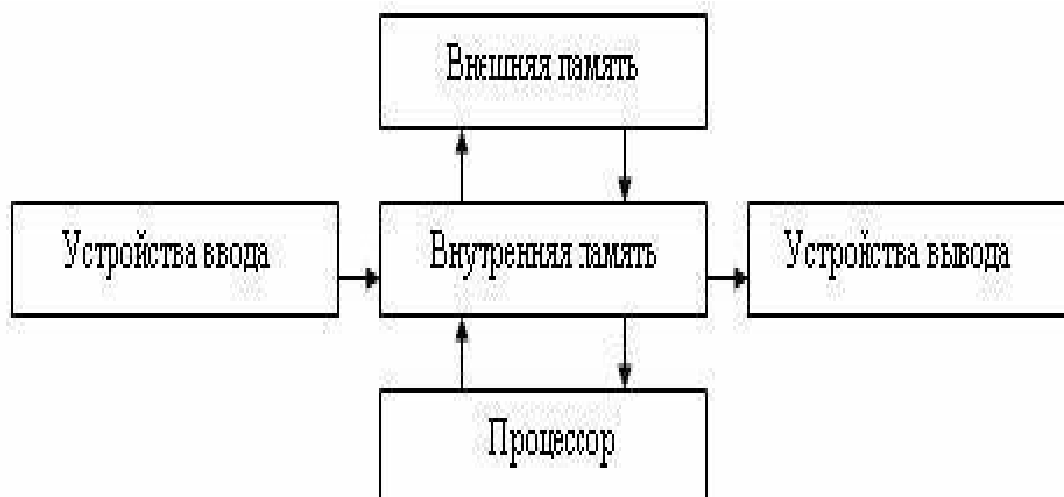 Внешняя память
Устройства ввода
Внутренняя память
Устройства вывода
Процессор